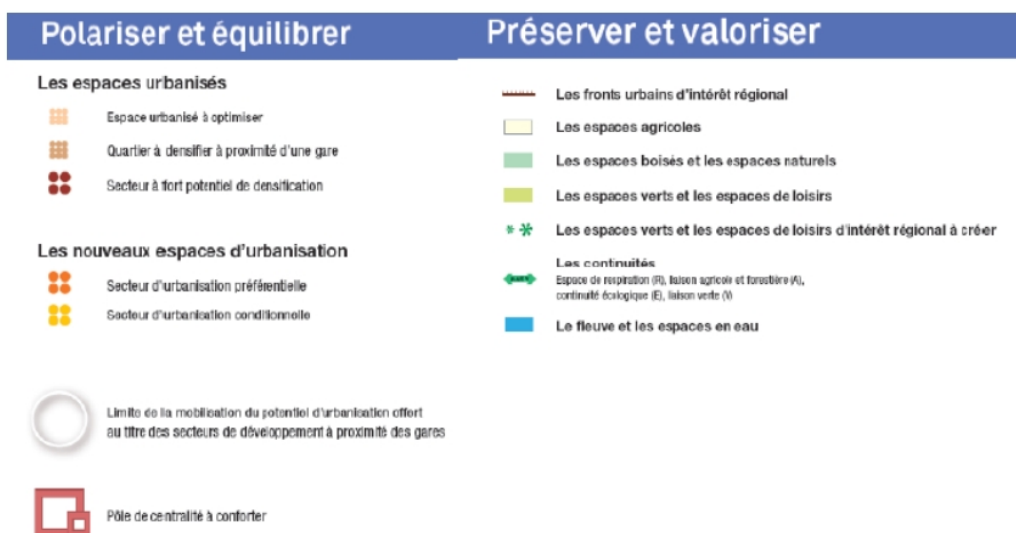 Polariser et équilibrer
Les espaces urbanisés
Espace urbanisé à optimiser
Quartier à densifier à proximité d'une gare
Secteur à fort potentiel de densification
Les nouveaux espaces d'urbanisation
Secteur d'urbanisation préférentielle
Secteur d'urbanisation conditionnelle
Limite de la mobilisation du potentiel d'urbanisation offert
au titre des secteurs de développement à proximité des gares
Pôle de centralité à conforter
Préserver et valoriser
Les fronts urbains d'intérêt régional
Les espaces agricoles
Les espaces boisés et les espaces naturels
Les espaces verts et les espaces de loisirs
Les espaces verts et les espaces de loisirs d'intérêt régional à créer
Les continuités
Espace de respiration (R), liaison agricole et forestière (A),
continuité écologique (E), liaison verte (V)
Le fleuve et les espaces en eau